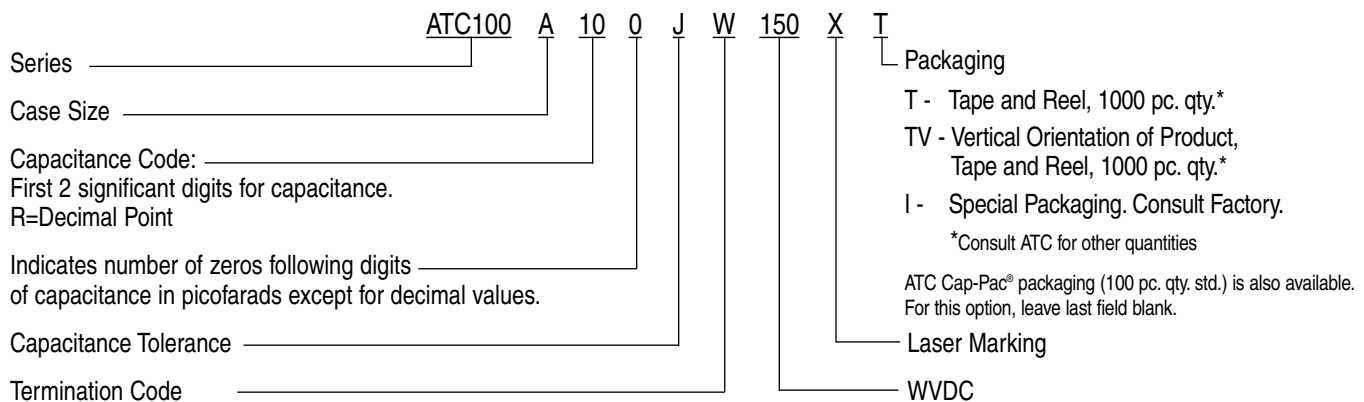 ATC100 A 10 0 J W 150 X T
Series
Case Size
Capacitance Code:
First 2 significant digits for capacitance.
R=Decimal Point
Indicates number of zeros following digits
of capacitance in picofarads except for decimal values.
Capacitance Tolerance
Termination Code
Packaging
T - Tape and Reel, 1000 pc. qty.*
TV - Vertical Orientation of Product,
Tape and Reel, 1000 pc. qty.*
I - Special Packaging. Consult Factory.
*Consult ATC for other quantities
ATC Cap-Pac® packaging (100 pc. qty. std.) is also available.
For this option, leave last field blank.
Laser Marking
WVDC